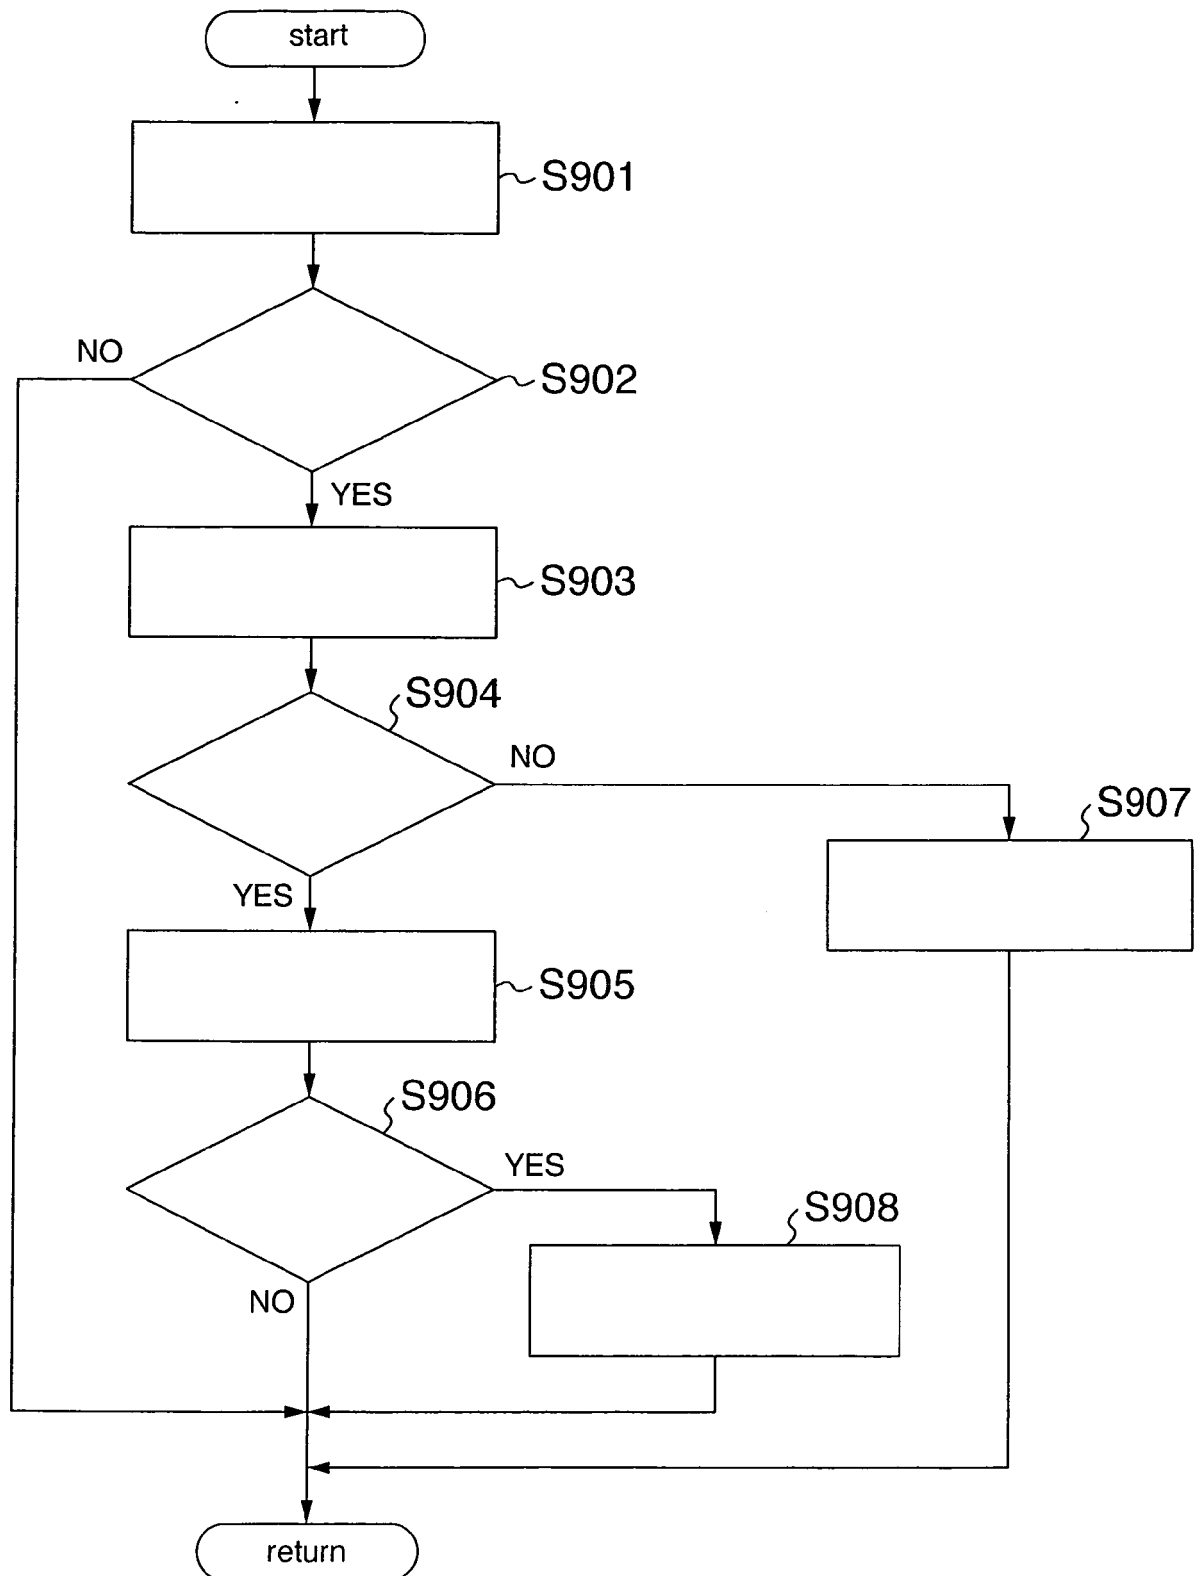 start
S901
NO
S902
YES
S903
S904
NO
S907
YES
S905
S906
YES
S908
NO
return